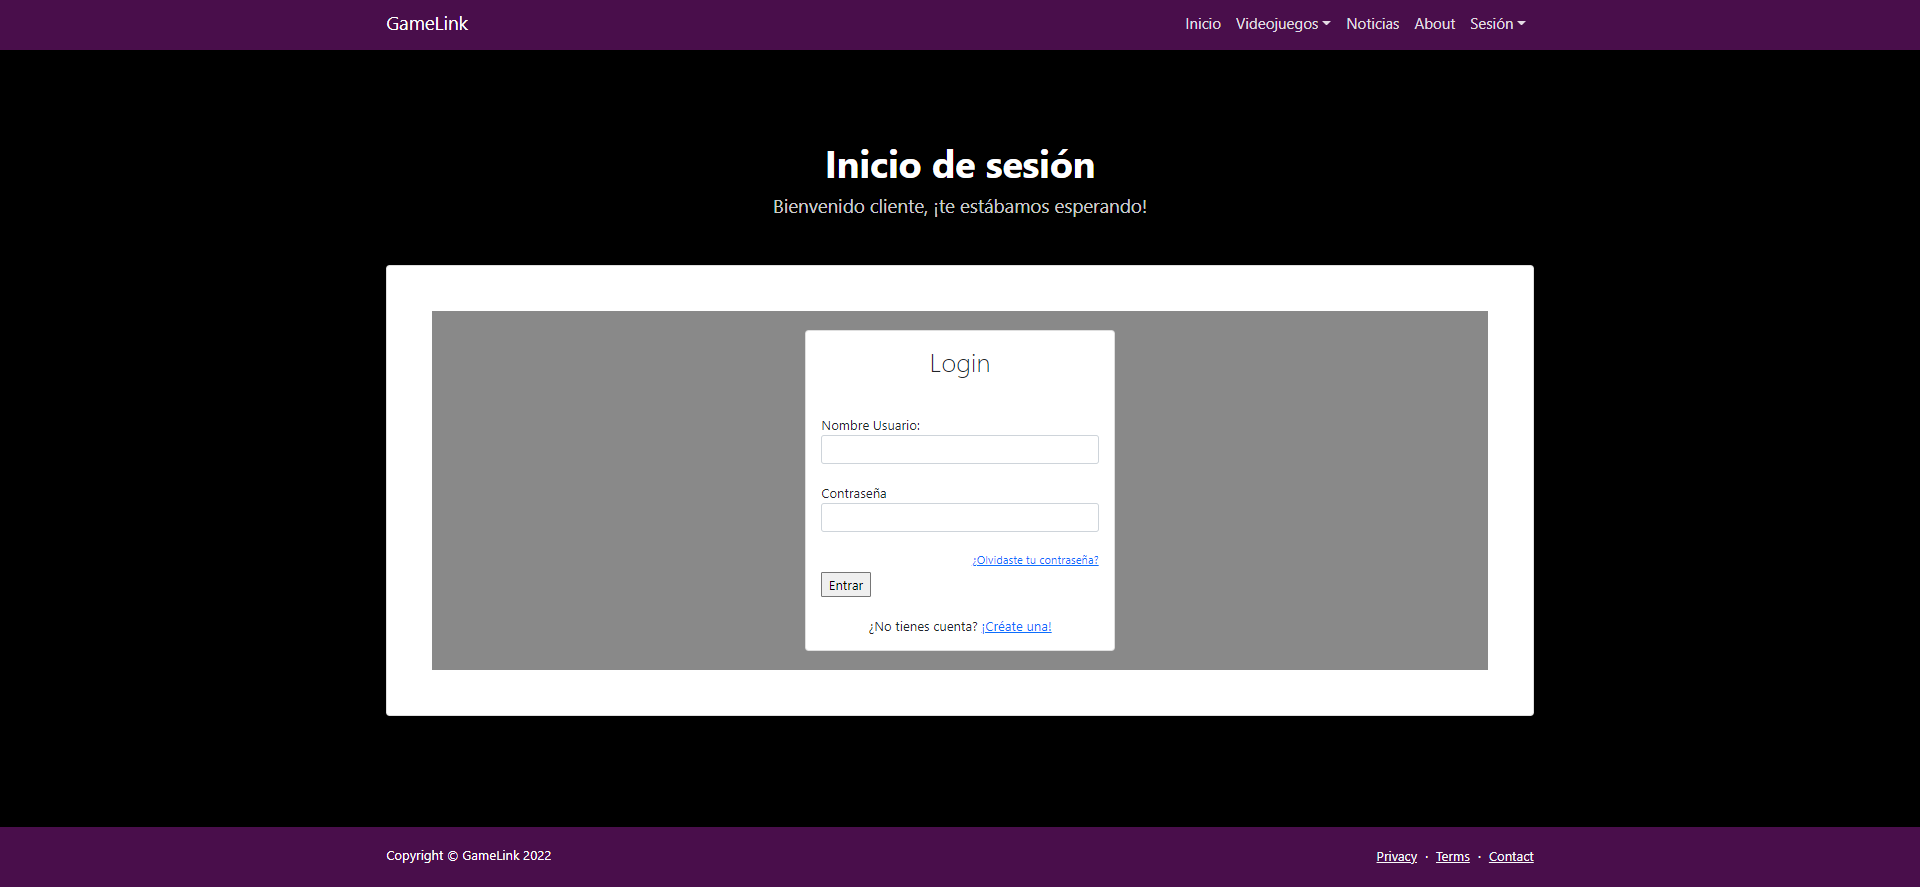 GameLink
Inicio Videojuegos Noticias About Sesión
Inicio de sesión
Bienvenido cliente, ¡te estábamos esperando!
Login
Nombre Usuario:
Contraseña
¿Olvidaste tu contraseña?
Entrar
¿No tienes cuenta? ¡Créate una!
Copyright © GameLink 2022
Privacy · Terms · Contact